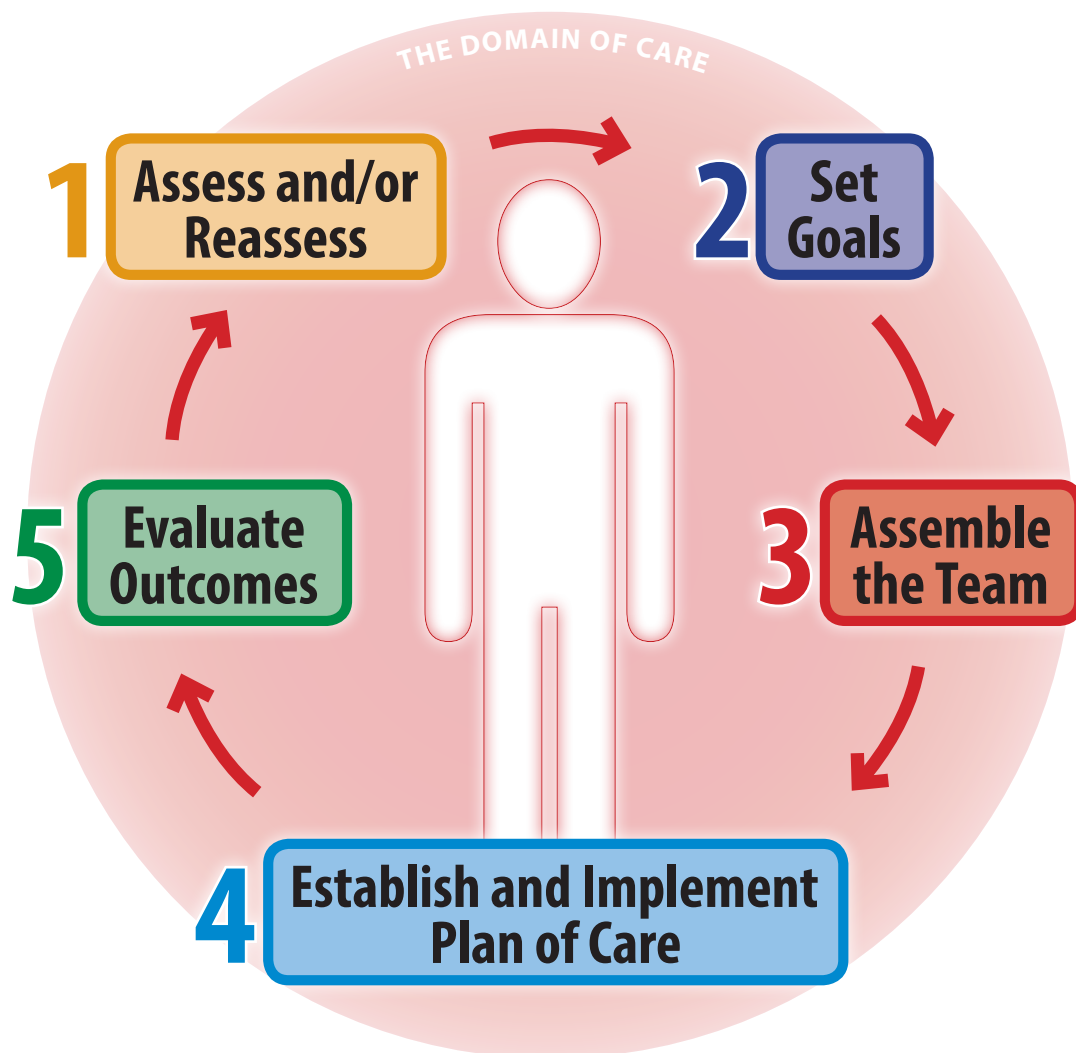 THE DOMAIN OF CARE
1
Assess and/or
Reassess
2
Set
Goals
3
Assemble
the Team
4
Establish and Implement
Plan of Care
5
Evaluate
Outcomes